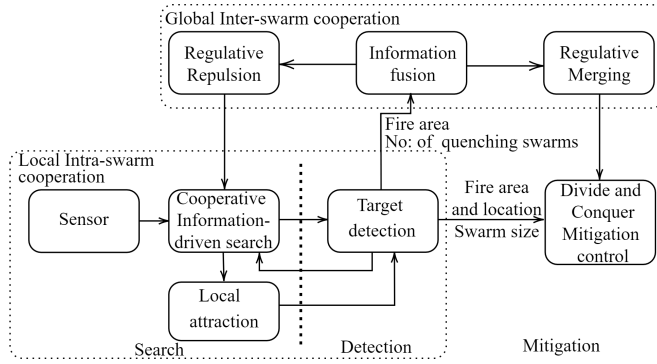 Global Inter-swarm cooperation
Regulative
Repulsion
Information
fusion
Regulative
Merging
Fire area
No: of quenching swarms
Local Intra-swarm
cooperation
Sensor
Cooperative
Information-
driven search
Target
detection
Fire area
and location
Swarm size
Divide and
Conquer
Mitigation
control
Local
attraction
Search
Detection
Mitigation